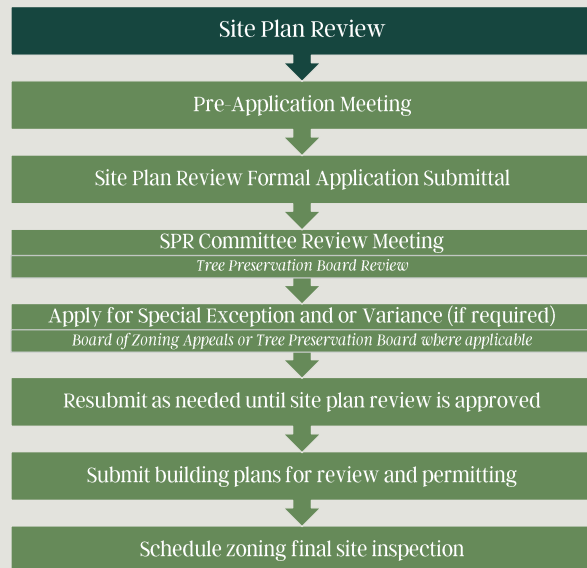 Site Plan Review
Pre-Application Meeting
Site Plan Review Formal Application Submittal
SPR Committee Review Meeting
Tree Preservation Board Review
Apply for Special Exception and or Variance (if required)
Board of Zoning Appeals or Tree Preservation Board where applicable
Resubmit as needed until site plan review is approved
Submit building plans for review and permitting
Schedule zoning final site inspection